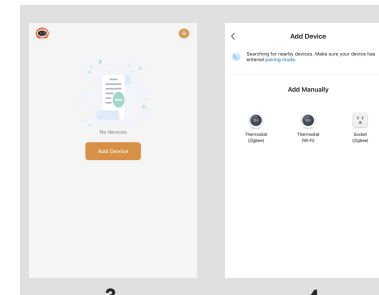 No devices
Add Device
3
Add Device
Searching for nearby devices. Make sure your device has
entered pairing mode.
Add Manually
Thermostat
(Zigbee)
Thermostat
(Wi-Fi)
Socket
(Zigbee)
4